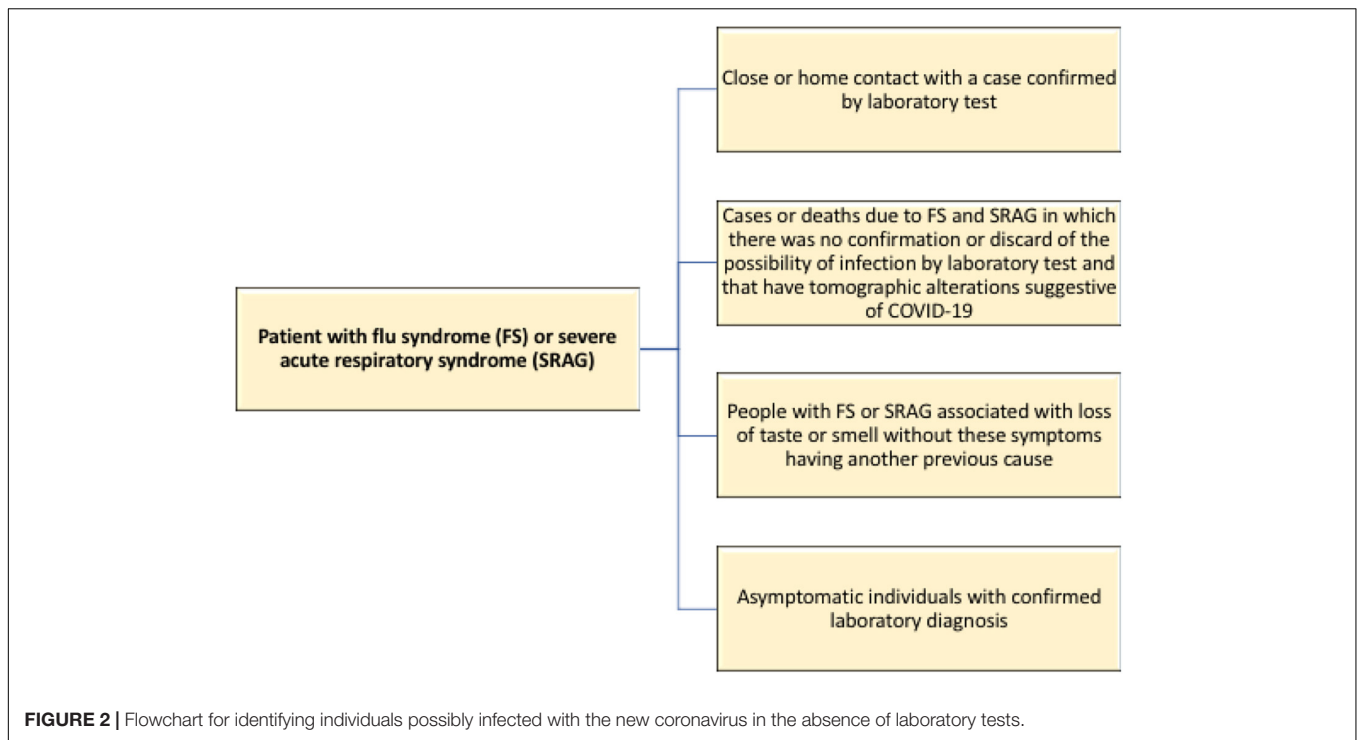 Close or home contact with a case confirmed
by laboratory test
Cases or deaths due to FS and SRAG in which
there was no confirmation or discard of the
possibility of infection by laboratory test and
that have tomographic alterations suggestive
of COVID-19
Patient with flu syndrome (FS) or severe
acute respiratory syndrome (SRAG)
People with FS or SRAG associated with loss
of taste or smell without these symptoms
having another previous cause
Asymptomatic individuals with confirmed
laboratory diagnosis
FIGURE 2 | Flowchart for identifying individuals possibly infected with the new coronavirus in the absence of laboratory tests.